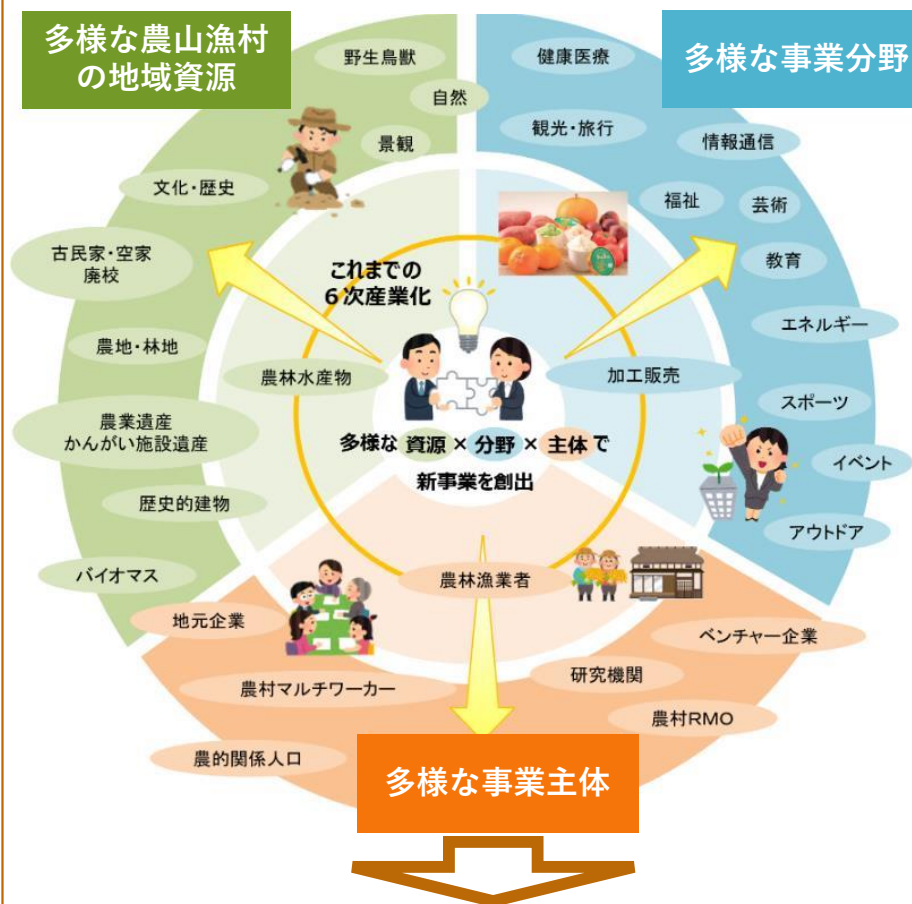 多様な農山漁村
の地域資源
野生鳥獣
自然
景観
文化・歴史
古民家・空家
廃校
農地・林地
農業遺産
かんがい施設遺産
歴史的建物
バイオマス
多様な事業分野
健康医療
観光・旅行
情報通信
福祉
芸術
教育
エネルギー
スポーツ
イベント
アウトドア
これまでの
6次産業化
農林水産物
加工販売
多様な 資源 × 分野 × 主体 で
新事業を創出
農林漁業者
地元企業
農村マルチワーカー
農的関係人口
ベンチャー企業
研究機関
農村RMO
多様な事業主体